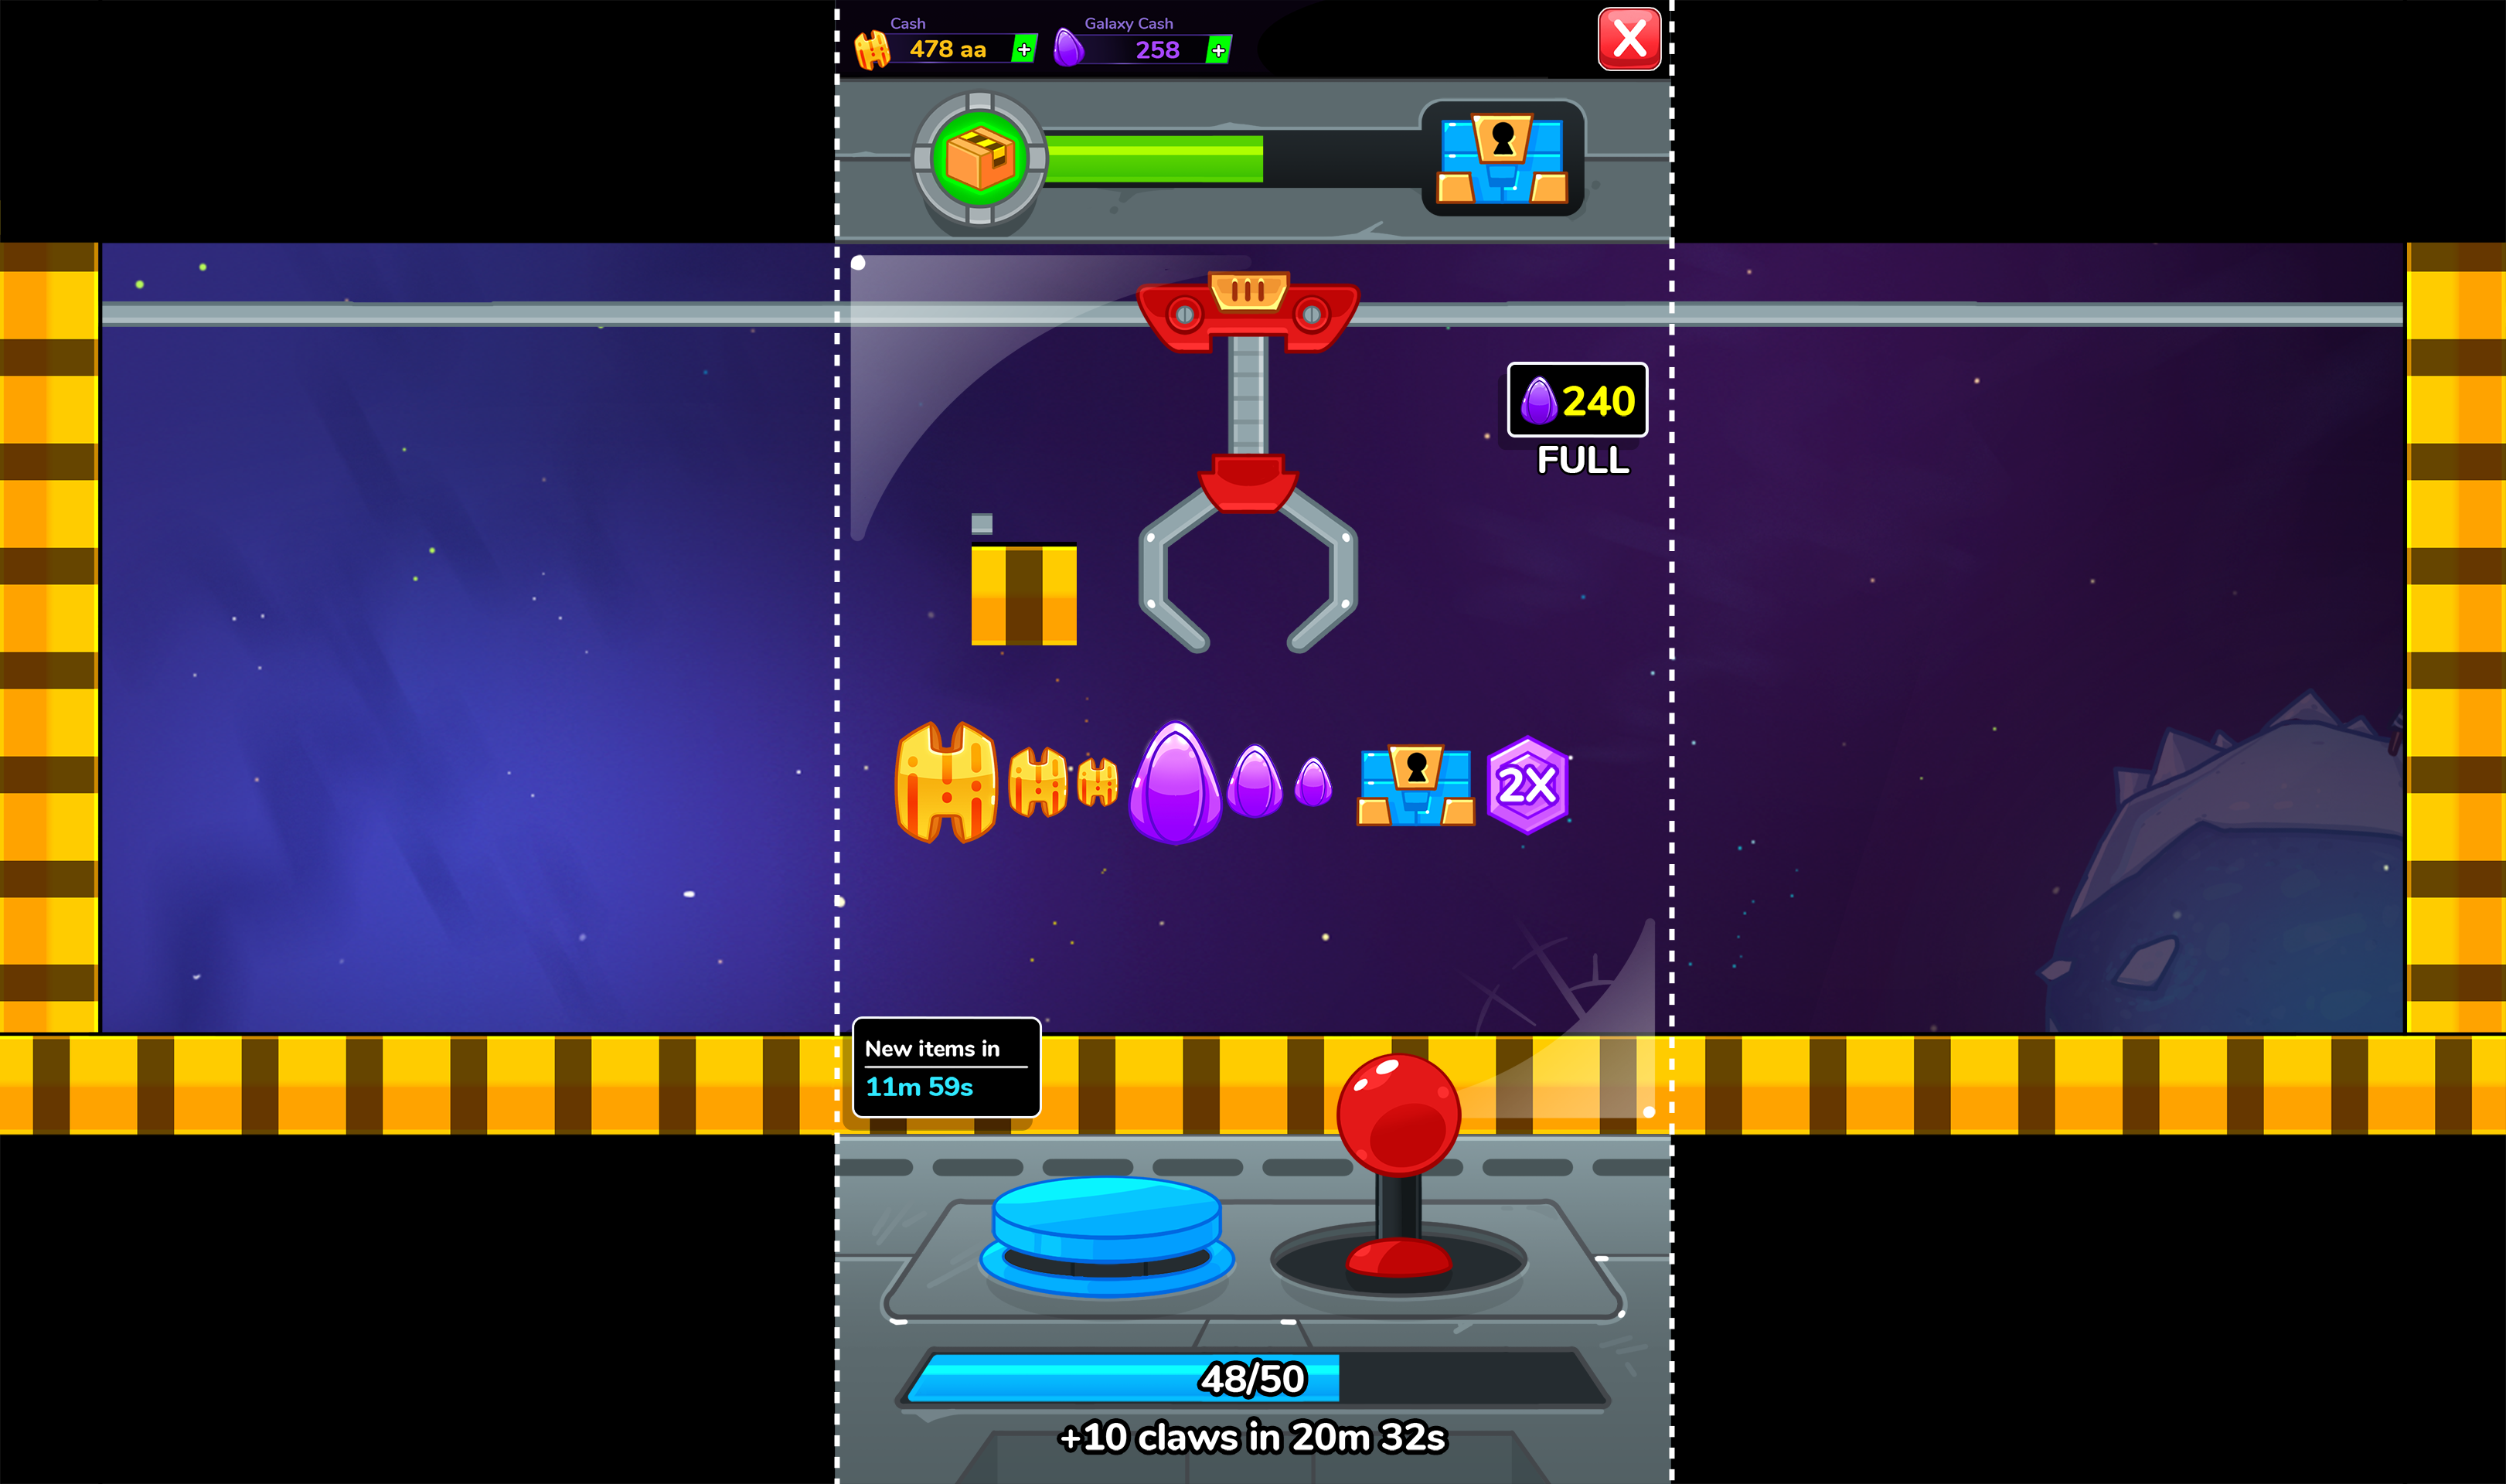 Cash
478 aa
Galaxy Cash
258
240
FULL
2X
New items in
11m 59s
48/50
+10 claws in 20m 32s